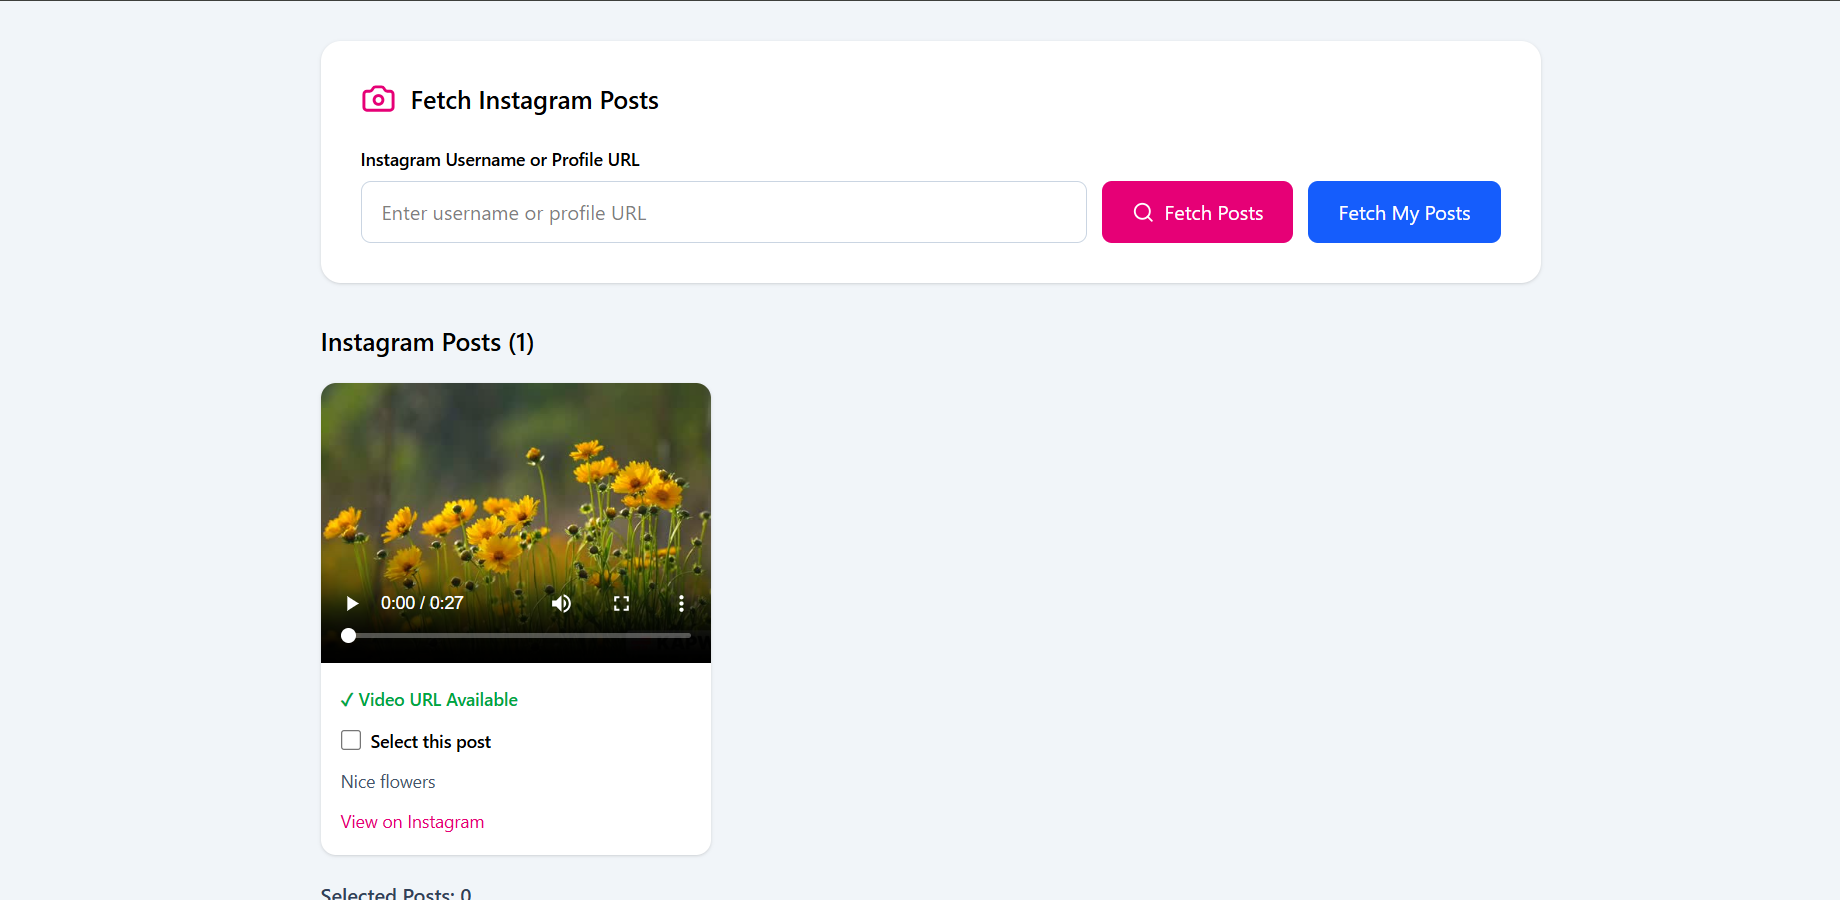 Fetch Instagram Posts
Instagram Username or Profile URL
Enter username or profile URL
Fetch Posts
Fetch My Posts
Instagram Posts (1)
0:00 / 0:27
✓ Video URL Available
Select this post
Nice flowers
View on Instagram
Selected Posts: 0